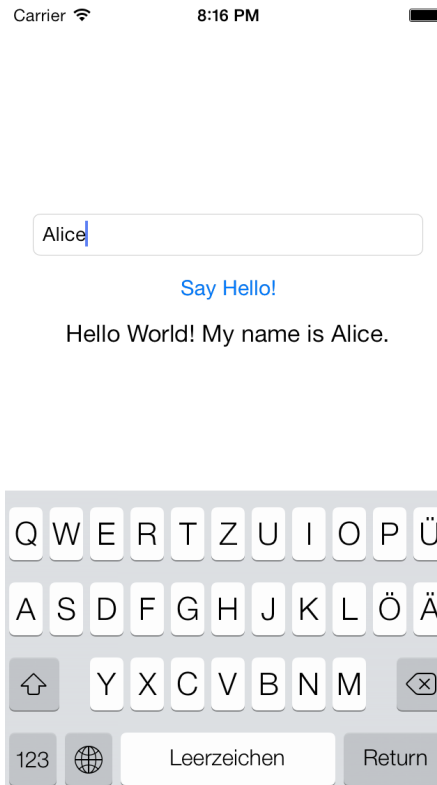 Carrier 8:16 PM
Alice
Say Hello!
Hello World! My name is Alice.
Q W E R T Z U I O P Ü
A S D F G H J K L Ö Ä
Y X C V B N M
123 Leerzeichen Return